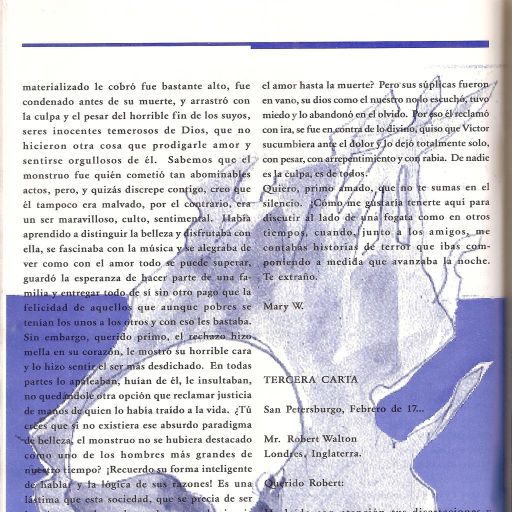 materializado le cobró fue bastante alto, fue
condenado antes de su muerte, y arrastró con
la culpa y el pesar del horrible fin de los suyos,
seres inocentes temerosos de Dios, que no
hicieron otra cosa que prodigarle amor y
sentirse orgullosos de él. Sabemos que el
monstruo fue quién cometió tan abominables
actos, pero, y quizás discrepe contigo, creo que
él tampoco era malvado, por el contrario, era
un ser maravilloso, culto, sentimental. Había
aprendido a distinguir la belleza y disfrutaba con
ella, se fascinaba con la música y se alegraba de
ver como con el amor todo se puede superar,
guardó la esperanza de hacer parte de una fa-
milia y entregar todo de sí sin otro pago que la
felicidad de aquellos que aunque pobres se
tenían los unos a los otros y con eso les bastaba.
Sin embargo, querido primo, el rechazo hizo
mella en su corazón, le mostró su horrible cara
y lo hizo sentir el ser más desdichado. En todas
partes lo apaleaban, huían de él, le insultaban,
no quedándole otra opción que reclamar justicia
de manos de quien lo había traído a la vida. ¿Tú
crees que si no existiera ese absurdo paradigma
de belleza, el monstruo no se hubiera destacado
como uno de los hombres más grandes de
nuestro tiempo? ¡Recuerdo su forma inteligente
de hablar y la lógica de sus razones! Es una
lástima que esta sociedad, que se precia de ser
el amor hasta la muerte? Pero sus súplicas fueron
en vano, su dios como el nuestro no lo escuchó, tuvo
miedo y lo abandonó en el olvido. Por eso él reclamó
con ira, se fue en contra de lo divino, quiso que Victor
sucumbiera ante el dolor y lo dejó totalmente solo,
con pesar, con arrepentimiento y con rabia. De nadie
es la culpa, es de todos.
Quiero, primo amado, que no te sumas en el
silencio. ¡Cómo me gustaría tenerte aquí para
discutir al lado de una fogata como en otros
tiempos, cuando, junto a los amigos, me
contabas historias de terror que ibas com-
poniendo a medida que avanzaba la noche.
Te extraño.
Mary W.
TERCERA CARTA
San Petersburgo, Febrero de 17...
Mr. Robert Walton
Londres, Inglaterra.
Querido Robert: